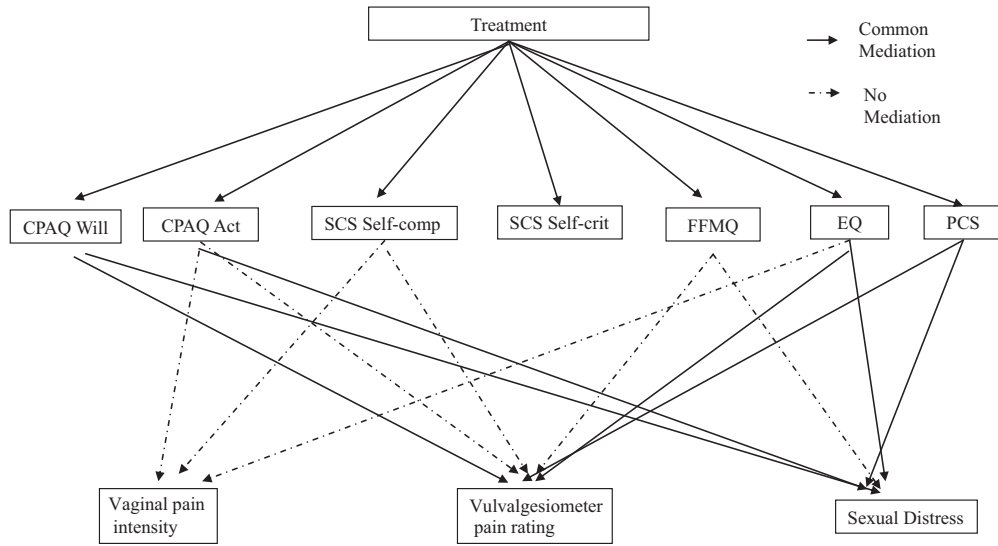 Treatment
Common
Mediation
No
Mediation
CPAQ Will
CPAQ Act
SCS Self-comp
SCS Self-crit
FFMQ
EQ
PCS
Vaginal pain
intensity
Vulvalgesiometer
pain rating
Sexual Distress